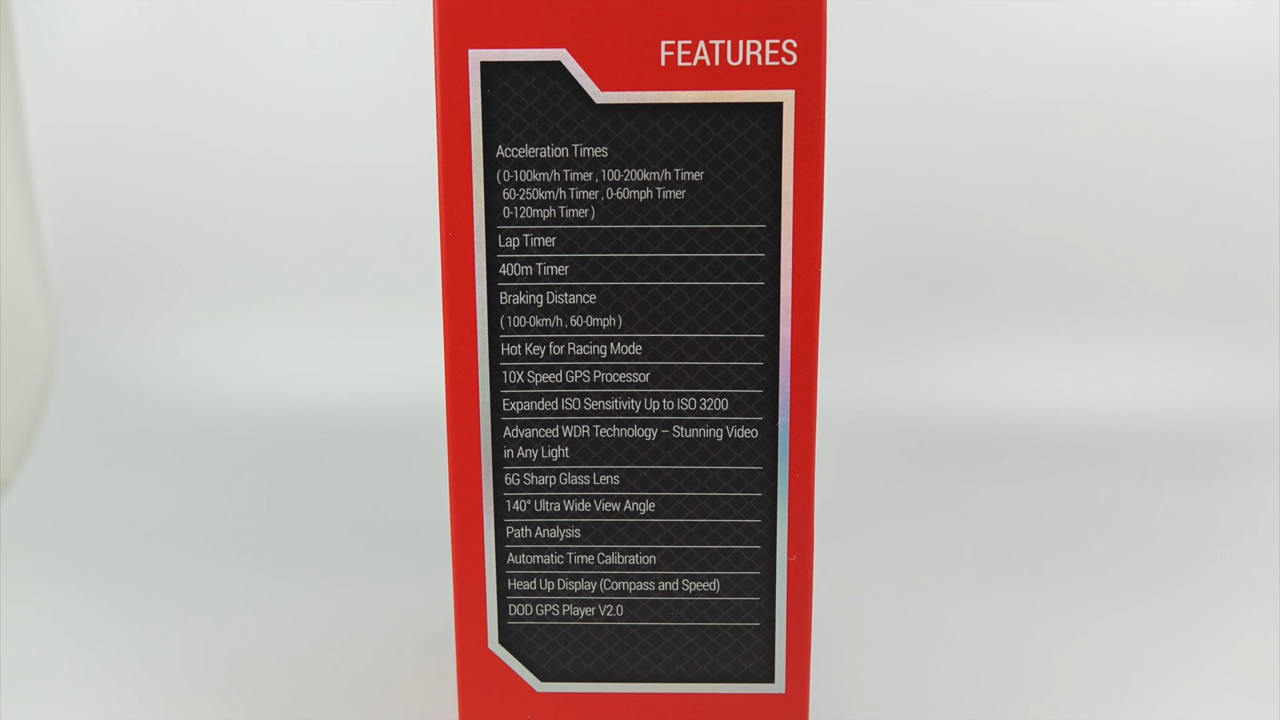 FEATURES
Acceleration Times
( 0-100km/h Timer , 100-200km/h Timer
60-250km/h Timer , 0-60mph Timer
0-120mph Timer )
Lap Timer
400m Timer
Braking Distance
( 100-0km/h , 60-0mph )
Hot Key for Racing Mode
10X Speed GPS Processor
Expanded ISO Sensitivity Up to ISO 3200
Advanced WDR Technology – Stunning Video
in Any Light
6G Sharp Glass Lens
140° Ultra Wide View Angle
Path Analysis
Automatic Time Calibration
Head Up Display (Compass and Speed)
DOD GPS Player V2.0